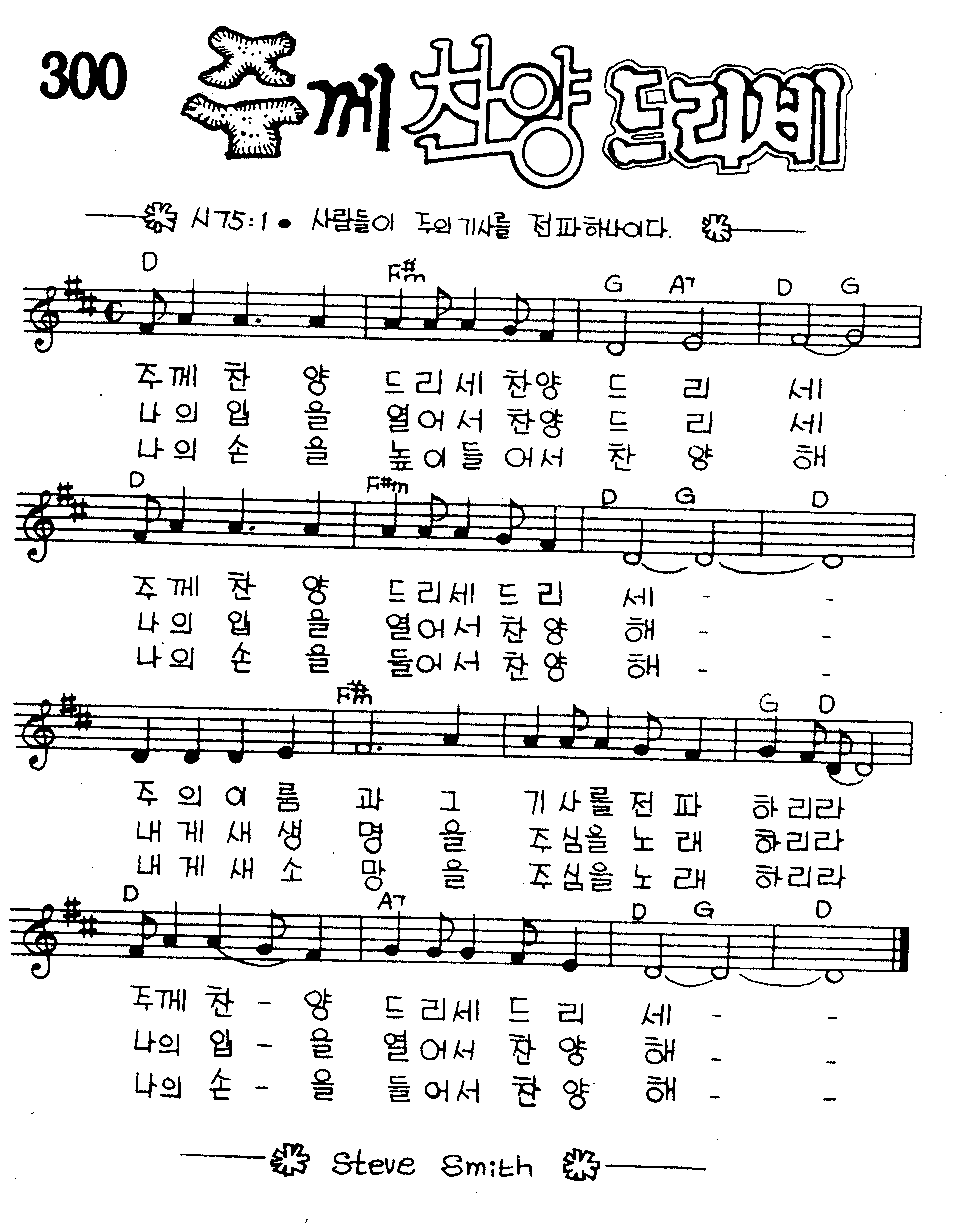 300 주께 찬양 드리세
시75:1 • 사람들이 주의 기사를 전파하나이다.
D F#m G A7 D G
주께 찬 양 드리세 찬양 드 리 세
나의 입 을 열어서 찬양 드 리 세
나의 손 을 높이들어서 찬 양 해
D F#m D G D
주께 찬 양 드리세 드 리 세 - -
나의 입 을 열어서 찬 양 해 - -
나의 손 을 들어서 찬 양 해 - -
F#m G D
주 의 이 름 과 그 기사를 전 파 하리라
내 게 새 생 명 을 주심을 노 래 하리라
내 게 새 소 망 을 주심을 노 래 하리라
D A7 D G D
주께 찬 - 양 드 리세 드 리 세 - -
나의 입 - 을 열어서 찬 양 해 - -
나의 손 - 을 들어서 찬 양 해 - -
Steve Smith